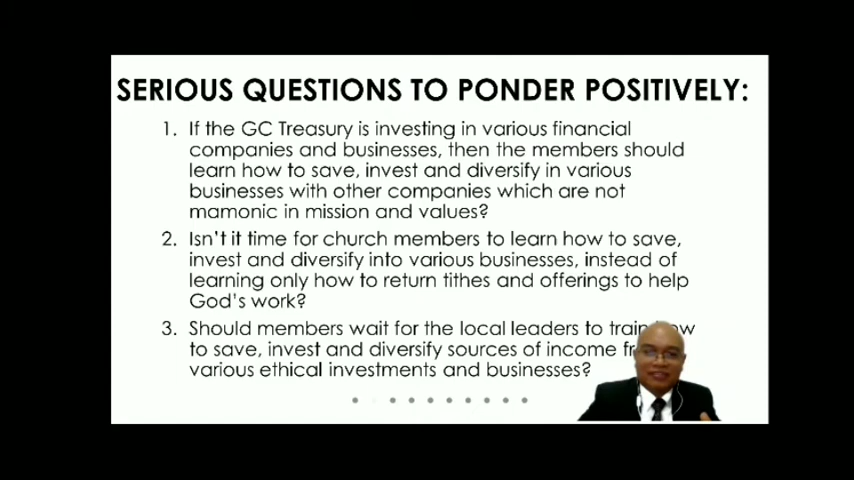 SERIOUS QUESTIONS TO PONDER POSITIVELY:
1. If the GC Treasury is investing in various financial
companies and businesses, then the members should
learn how to save, invest and diversify in various
businesses with other companies which are not
mamonic in mission and values?
2. Isn't it time for church members to learn how to save,
invest and diversify into various businesses, instead of
learning only how to return tithes and offerings to help
God's work?
3. Should members wait for the local leaders to train
to save, invest and diversify sources of income
various ethical investments and businesses?